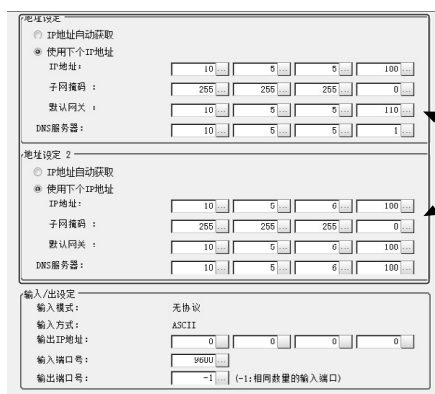 地址设定
IP地址自动获取
使用下个IP地址
IP地址: 10 ... 5 ... 5 ... 100 ...
子网掩码 : 255 ... 255 ... 255 ... 0 ...
默认网关 : 10 ... 5 ... 5 ... 110 ...
DNS服务器: 10 ... 5 ... 5 ... 1 ...
地址设定 2
IP地址自动获取
使用下个IP地址
IP地址: 10 ... 5 ... 6 ... 100 ...
子网掩码 : 255 ... 255 ... 255 ... 0 ...
默认网关 : 10 ... 5 ... 6 ... 100 ...
DNS服务器: 10 ... 5 ... 6 ... 100 ...
输入/出设定
输入模式: 无协议
输入方式: ASCII
输出IP地址: 0 ... 0 ... 0 ... 0 ...
输入端口号: 9600 ...
输出端口号: -1 ... (-1:相同数量的输入端口)